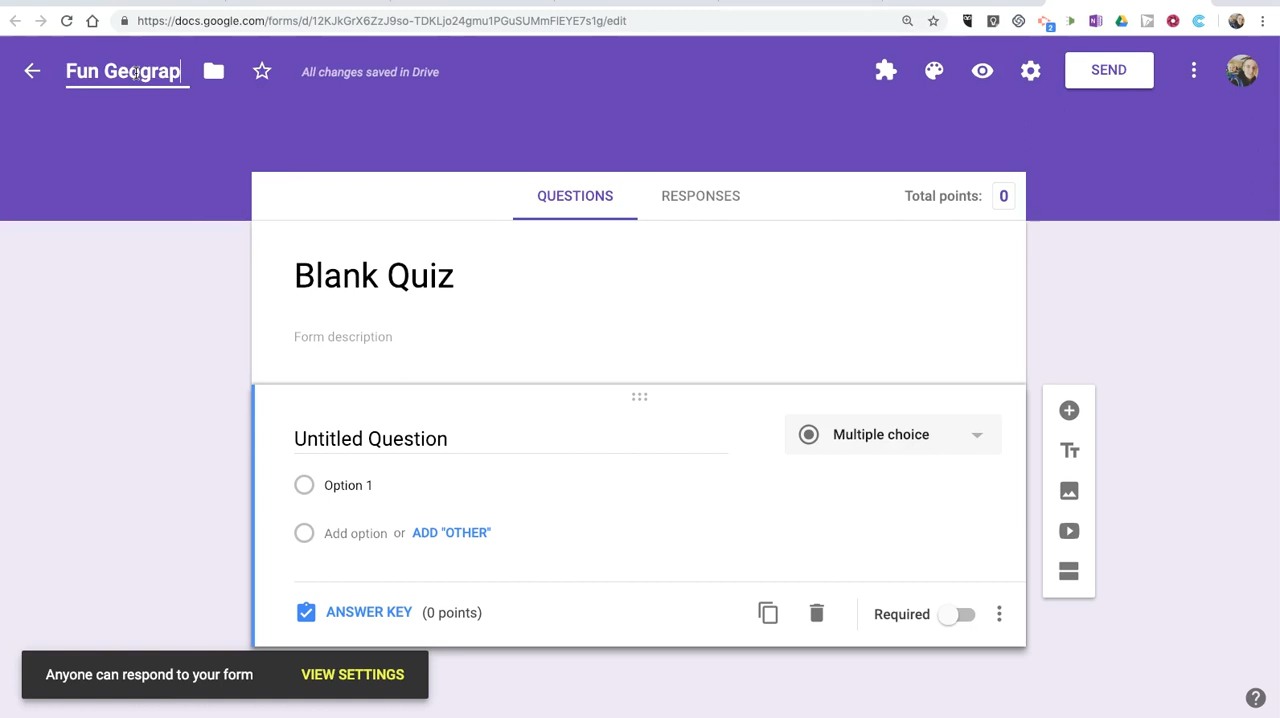 https://docs.google.com/forms/d/12KJkGrX6ZzJ9so-TDKLjo24gmu1PGuSUMmFlEYE7s1g/edit
2
Fun Geograp
All changes saved in Drive
SEND
QUESTIONS
RESPONSES
Total points: 0
Blank Quiz
Form description
Untitled Question
Multiple choice
Option 1
Add option or ADD "OTHER"
ANSWER KEY (0 points)
Required
Anyone can respond to your form
VIEW SETTINGS